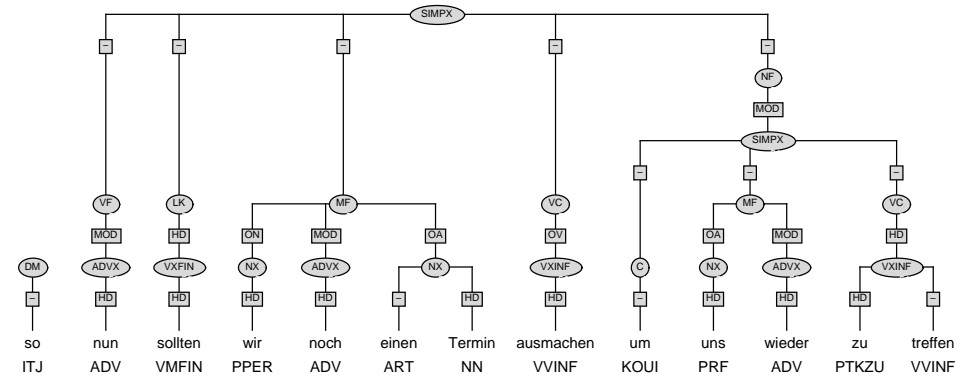 SIMPX
– – – – –
NF
MOD
SIMPX
– – –
VF LK MF VC MF VC
MOD HD ON MOD OA OV OA MOD HD
DM ADVX VXFIN NX ADVX NX VXINF C NX ADVX VXINF
– HD HD HD HD – HD HD – HD HD HD –
so nun sollten wir noch einen Termin ausmachen um uns wieder zu treffen
ITJ ADV VMFIN PPER ADV ART NN VVINF KOUI PRF ADV PTKZU VVINF